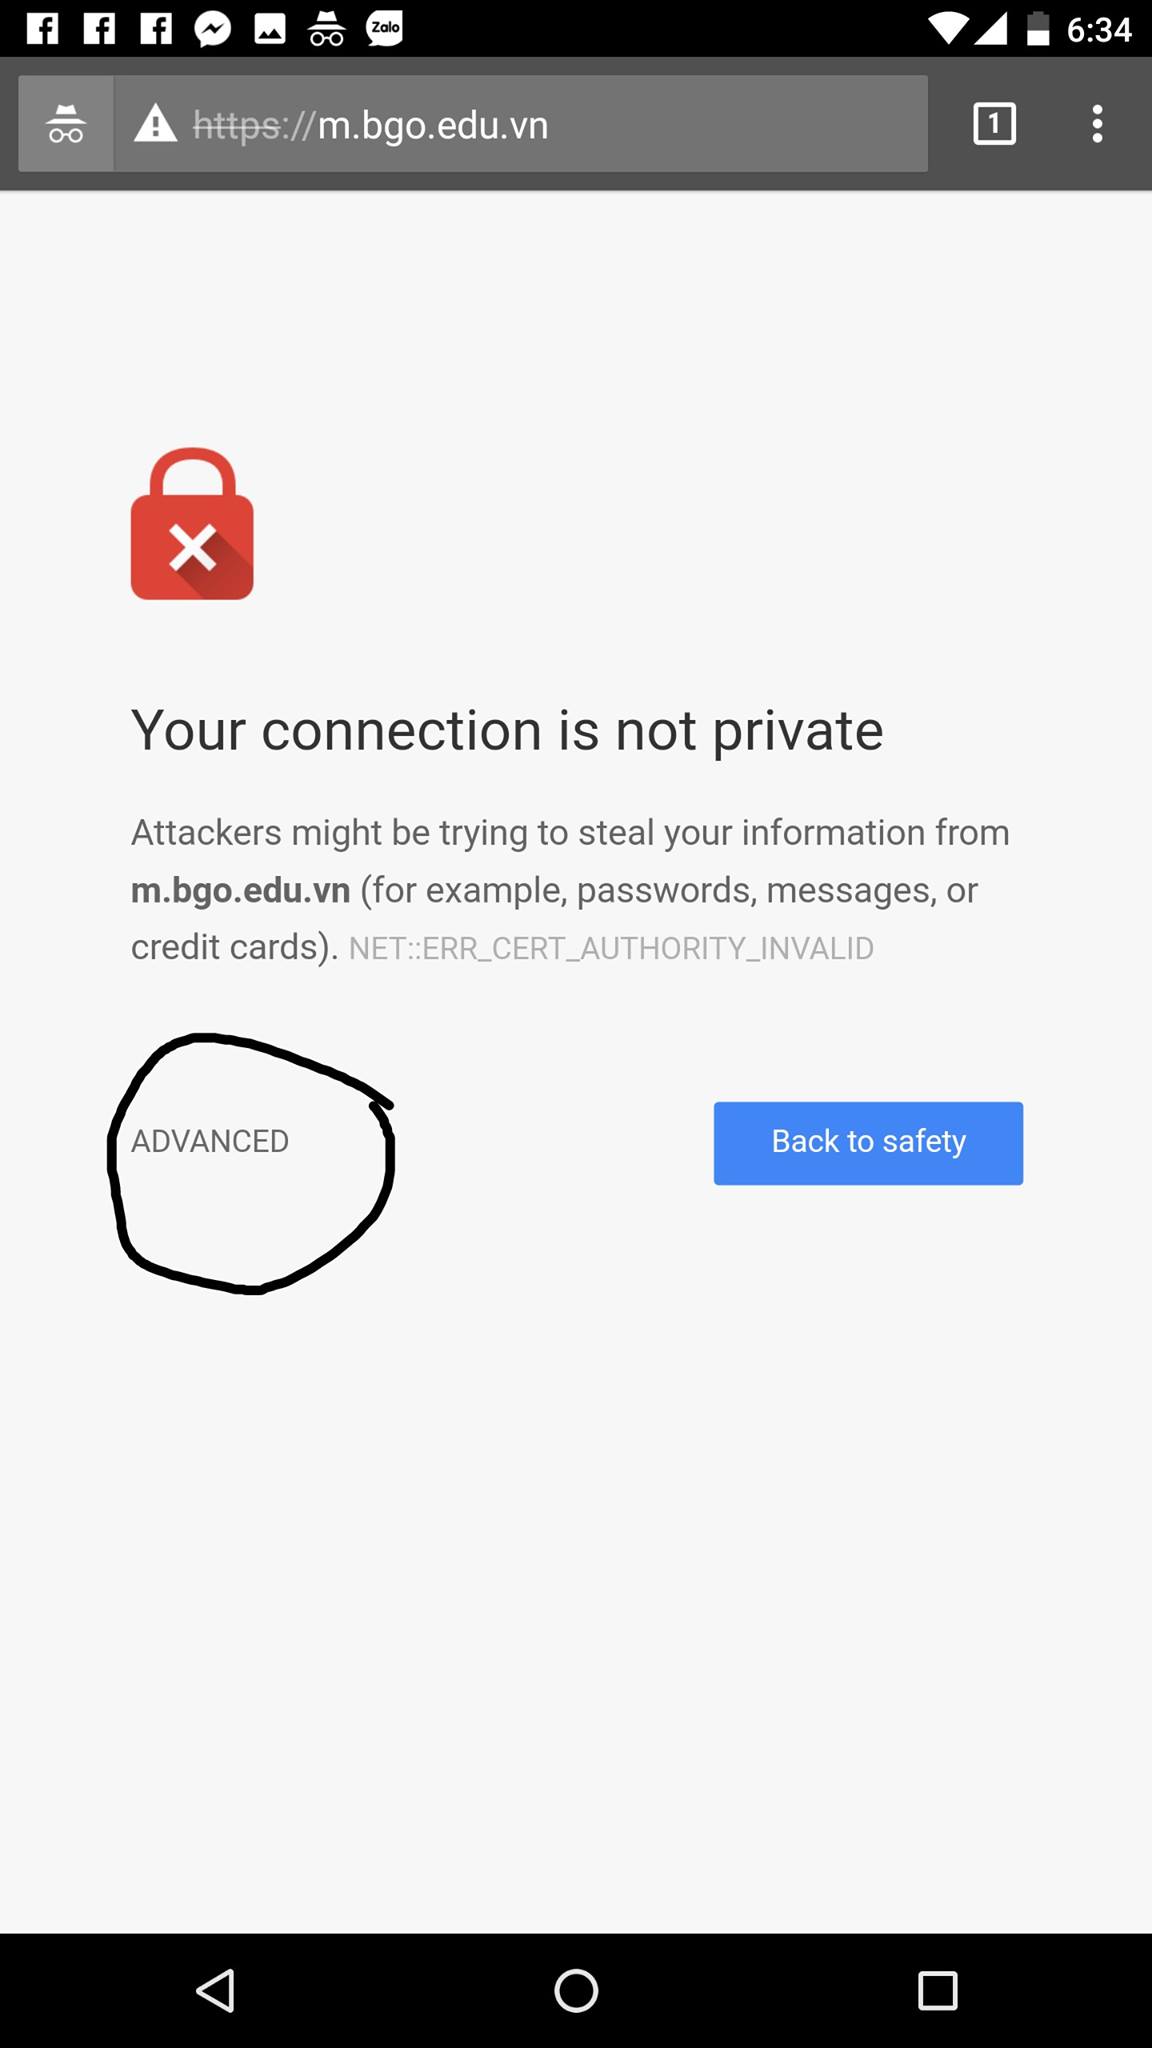 Zalo
6:34
https://m.bgo.edu.vn
1
Your connection is not private
Attackers might be trying to steal your information from
m.bgo.edu.vn (for example, passwords, messages, or
credit cards). NET::ERR_CERT_AUTHORITY_INVALID
ADVANCED
Back to safety